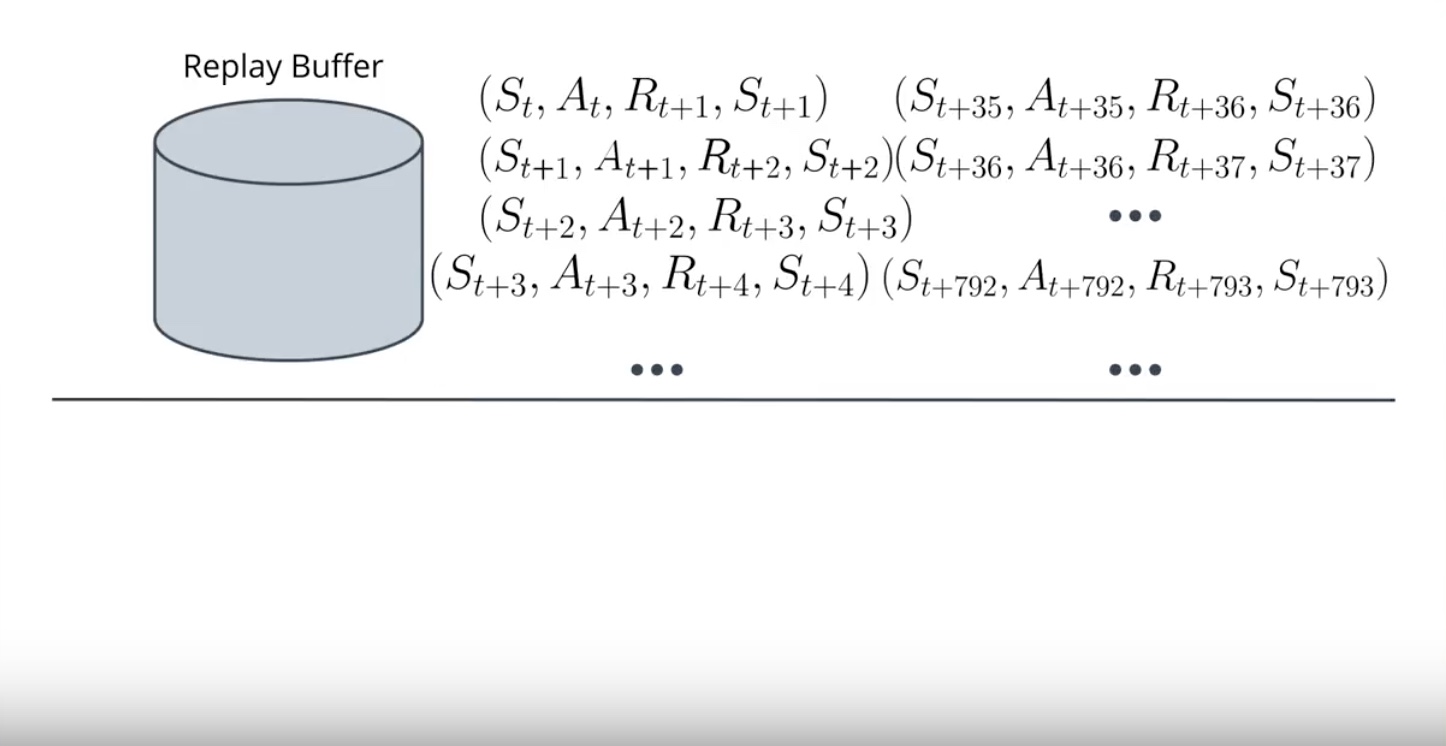 Replay Buffer
(S_t, A_t, R_{t+1}, S_{t+1}) (S_{t+35}, A_{t+35}, R_{t+36}, S_{t+36})
(S_{t+1}, A_{t+1}, R_{t+2}, S_{t+2})(S_{t+36}, A_{t+36}, R_{t+37}, S_{t+37})
(S_{t+2}, A_{t+2}, R_{t+3}, S_{t+3}) •••
(S_{t+3}, A_{t+3}, R_{t+4}, S_{t+4}) (S_{t+792}, A_{t+792}, R_{t+793}, S_{t+793})
••• •••